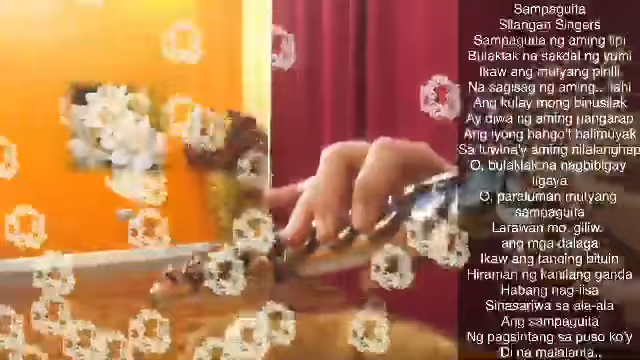 Sampaguita
Silangan Singers
Sampaguita ng aming lipi
Bulaklak na sakdal ng yumi
Ikaw ang mutyang pinili
Na sagisag ng aming.. lahi
Ang kulay mong binusilak
Ay diwa ng aming pangarap
Ang iyong bango't halimuyak
Sa tuwina'y aming nilalanghap
O, bulaklak na nagbibigay
ligaya
O, paraluman mutyang
sampaguita
Larawan mo, giliw,
ang mga dalaga
Ikaw ang tanging bituin
Hiraman ng kanilang ganda
Habang nag-iisa
Sinasariwa sa ala-ala
Ang sampaguita
Ng pagsintang sa puso ko'y
Di na malalanta..